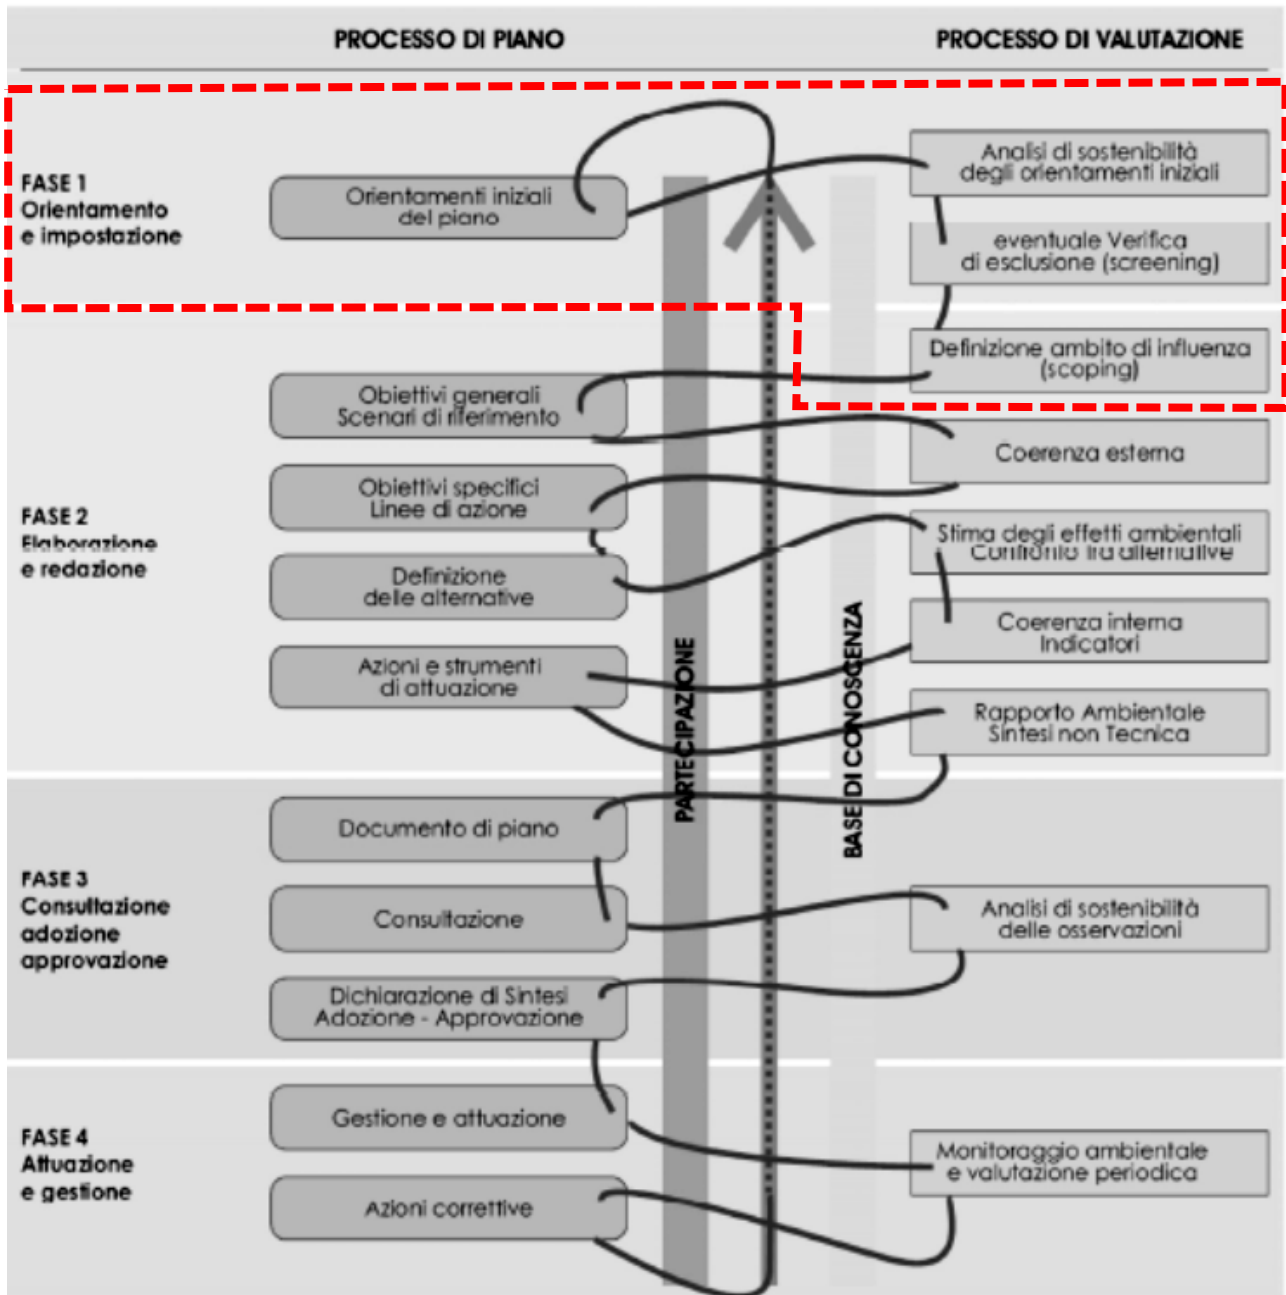 PROCESSO DI PIANO
PROCESSO DI VALUTAZIONE
FASE 1
Orientamento
e impostazione
Orientamenti iniziali
del piano
Analisi di sostenibilità
degli orientamenti iniziali
eventuale Verifica
di esclusione (screening)
Definizione ambito di influenza
(scoping)
FASE 2
Elaborazione
e redazione
Obiettivi generali
Scenari di riferimento
Coerenza esterna
Obiettivi specifici
Linee di azione
Definizione
delle alternative
Stima degli effetti ambientali
Confronto fra alternative
Coerenza interna
Indicatori
Azioni e strumenti
di attuazione
Rapporto Ambientale
Sintesi non Tecnica
PARTECIPAZIONE
BASE DI CONOSCENZA
FASE 3
Consultazione
adozione
approvazione
Documento di piano
Consultazione
Analisi di sostenibilità
delle osservazioni
Dichiarazione di Sintesi
Adozione - Approvazione
FASE 4
Attuazione
e gestione
Gestione e attuazione
Monitoraggio ambientale
e valutazione periodica
Azioni correttive